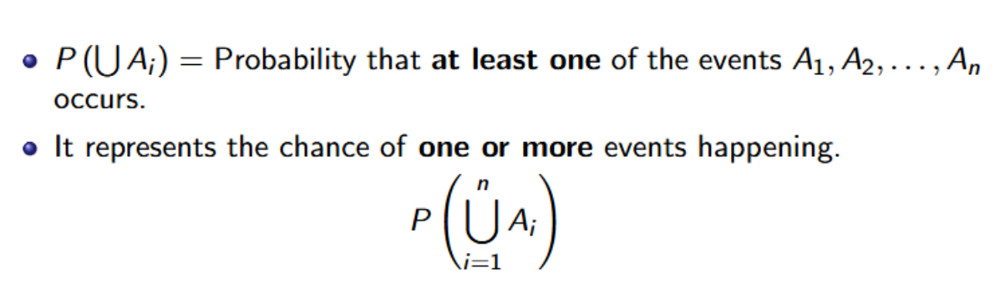 • P(⋃ Aᵢ) = Probability that at least one of the events A₁, A₂, . . . , Aₙ
occurs.
• It represents the chance of one or more events happening.
P(⋃ⁿᵢ₌₁ Aᵢ)